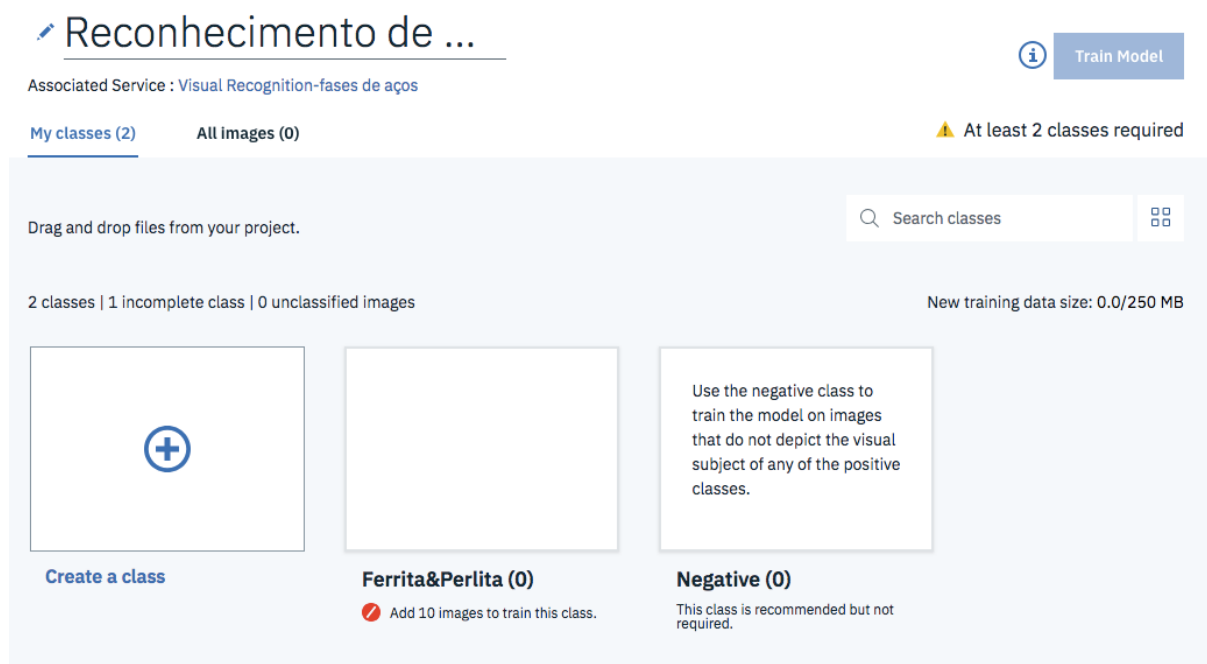 Reconhecimento de ...
Train Model
Associated Service : Visual Recognition-fases de aços
My classes (2)
All images (0)
At least 2 classes required
Drag and drop files from your project.
Search classes
2 classes | 1 incomplete class | 0 unclassified images
New training data size: 0.0/250 MB
Use the negative class to
train the model on images
that do not depict the visual
subject of any of the positive
classes.
Create a class
Ferrita&Perlita (0)
Add 10 images to train this class.
Negative (0)
This class is recommended but not
required.